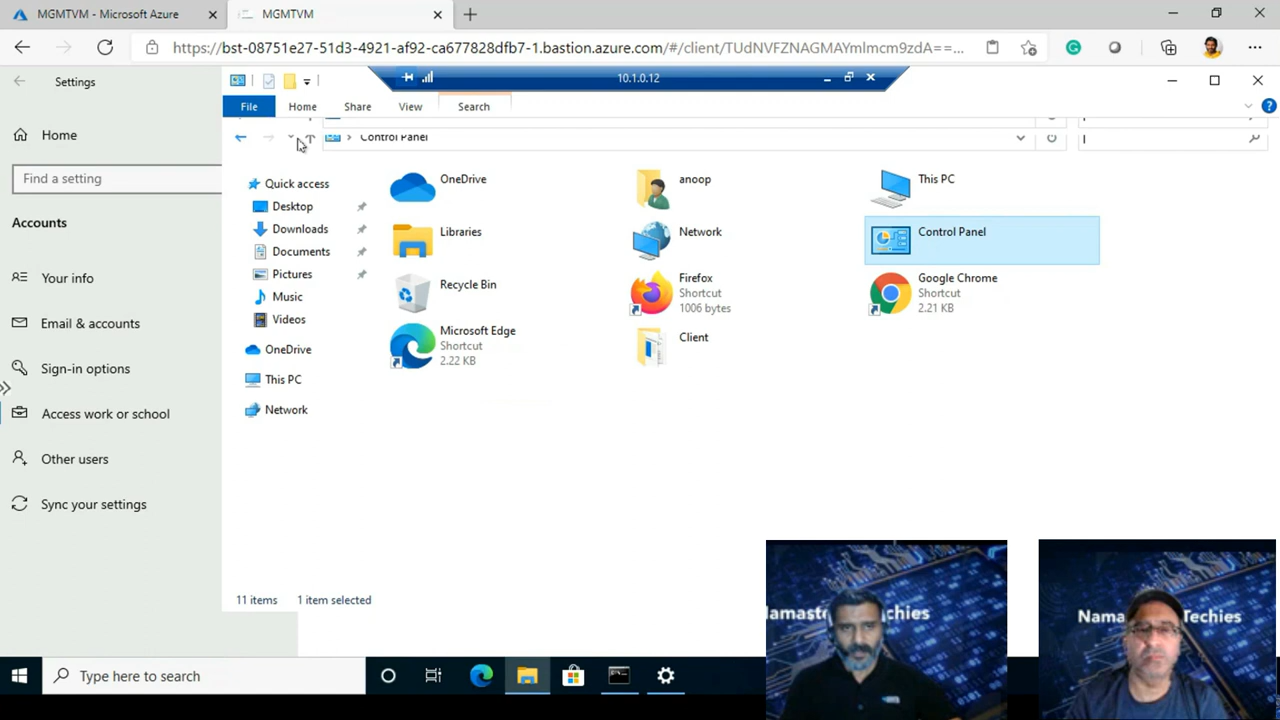 MGMTVM - Microsoft Azure
MGMTVM
https://bst-08751e27-51d3-4921-af92-ca677828dfb7-1.bastion.azure.com/#/client/TUdNVFZNAGMAYmlmcm9zdA==...
Settings
10.1.0.12
File
Home
Share
View
Search
Home
Control Panel
Find a setting
Accounts
Your info
Email & accounts
Sign-in options
Access work or school
Other users
Sync your settings
Quick access
Desktop
Downloads
Documents
Pictures
Music
Videos
OneDrive
This PC
Network
OneDrive
anoop
This PC
Libraries
Network
Control Panel
Recycle Bin
Firefox
Shortcut
1006 bytes
Google Chrome
Shortcut
2.21 KB
Microsoft Edge
Shortcut
2.22 KB
Client
11 items
1 item selected
Type here to search